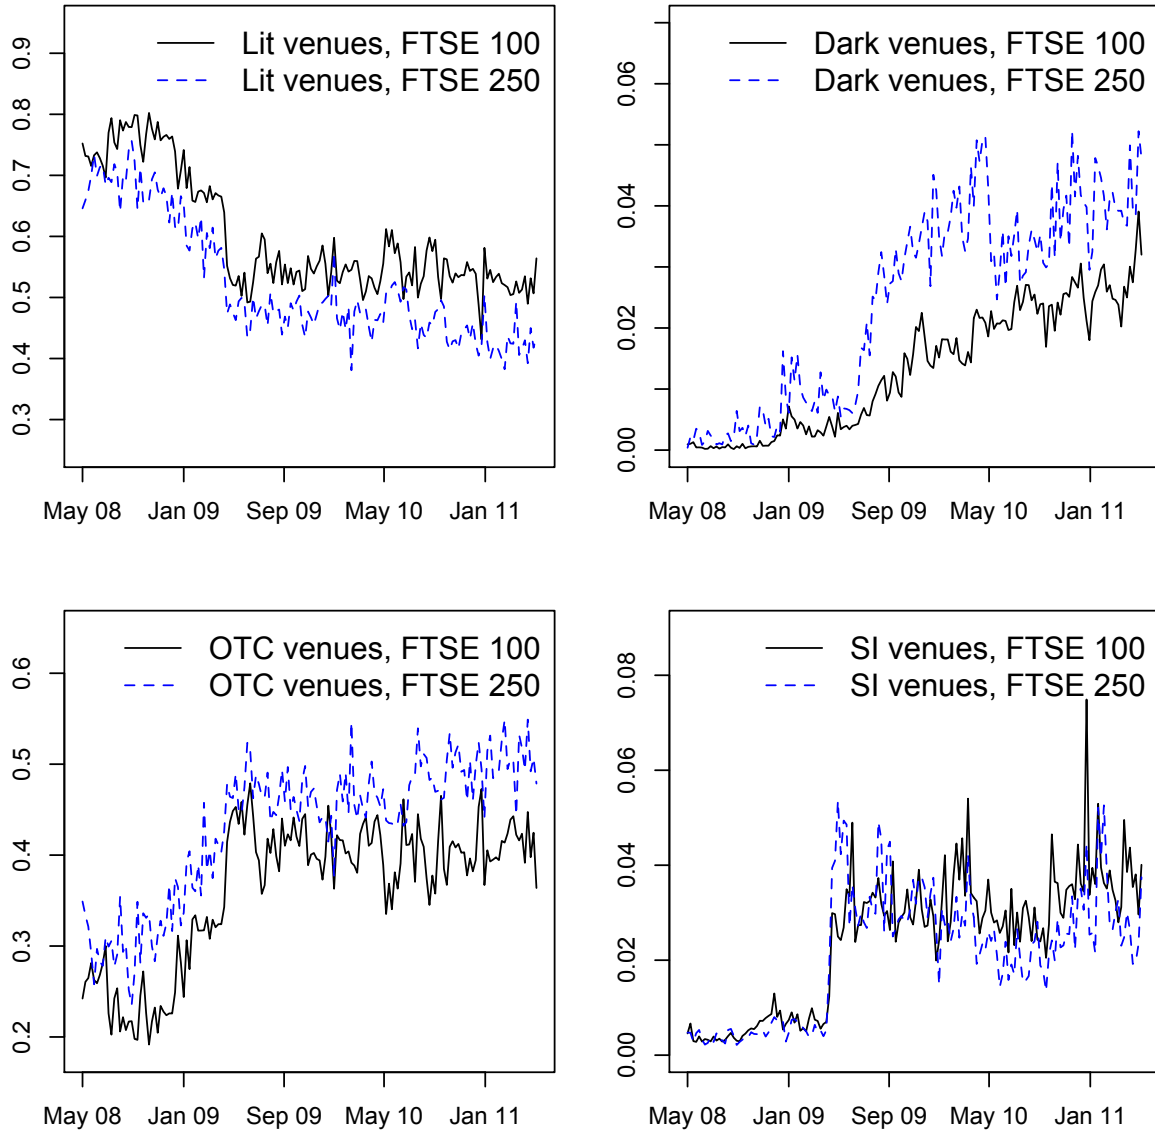 Lit venues, FTSE 100
Lit venues, FTSE 250
0.9
0.8
0.7
0.6
0.5
0.4
0.3
May 08 Jan 09 Sep 09 May 10 Jan 11
Dark venues, FTSE 100
Dark venues, FTSE 250
0.06
0.04
0.02
0.00
May 08 Jan 09 Sep 09 May 10 Jan 11
OTC venues, FTSE 100
OTC venues, FTSE 250
0.6
0.5
0.4
0.3
0.2
May 08 Jan 09 Sep 09 May 10 Jan 11
SI venues, FTSE 100
SI venues, FTSE 250
0.08
0.06
0.04
0.02
0.00
May 08 Jan 09 Sep 09 May 10 Jan 11